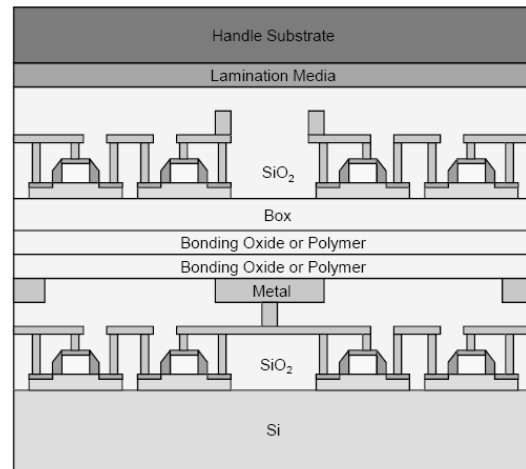 Handle Substrate
Lamination Media
SiO₂
Box
Bonding Oxide or Polymer
Bonding Oxide or Polymer
Metal
SiO₂
Si